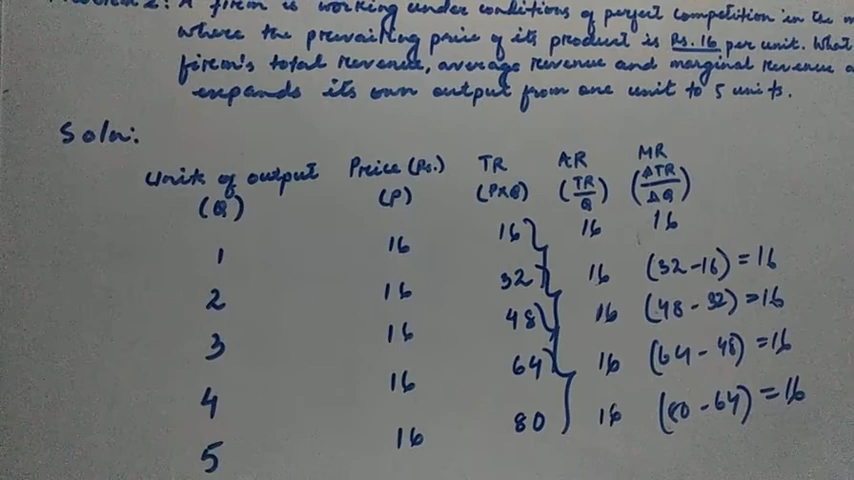 Problem 2: A firm is working under conditions of perfect competition in the
where the prevailing price of its product is Rs. 16 per unit. What
firm's total revenue, average revenue and marginal revenue
expands its own output from one unit to 5 units.
Soln:
Units of output Price (Rs.) TR AR MR
(Q) (P) (PXQ) (TR/Q) (ΔTR/ΔQ)
1 16 16 16 16
2 16 32 16 (32-16) = 16
3 16 48 16 (48-32) = 16
4 16 64 16 (64-48) = 16
5 16 80 16 (80-64) = 16